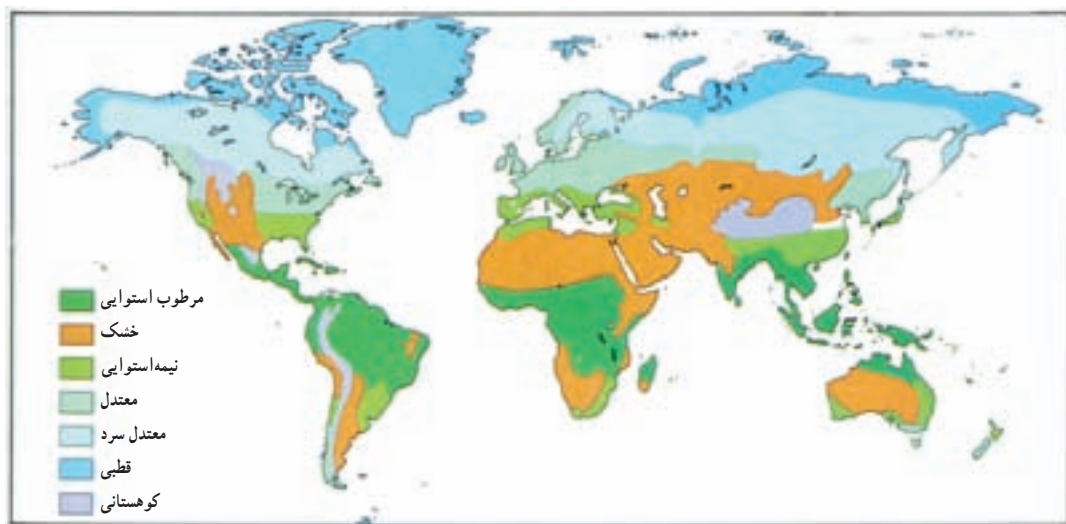 مرطوب استوایی
خشک
نیمه‌استوایی
معتدل
معتدل سرد
قطبی
کوهستانی